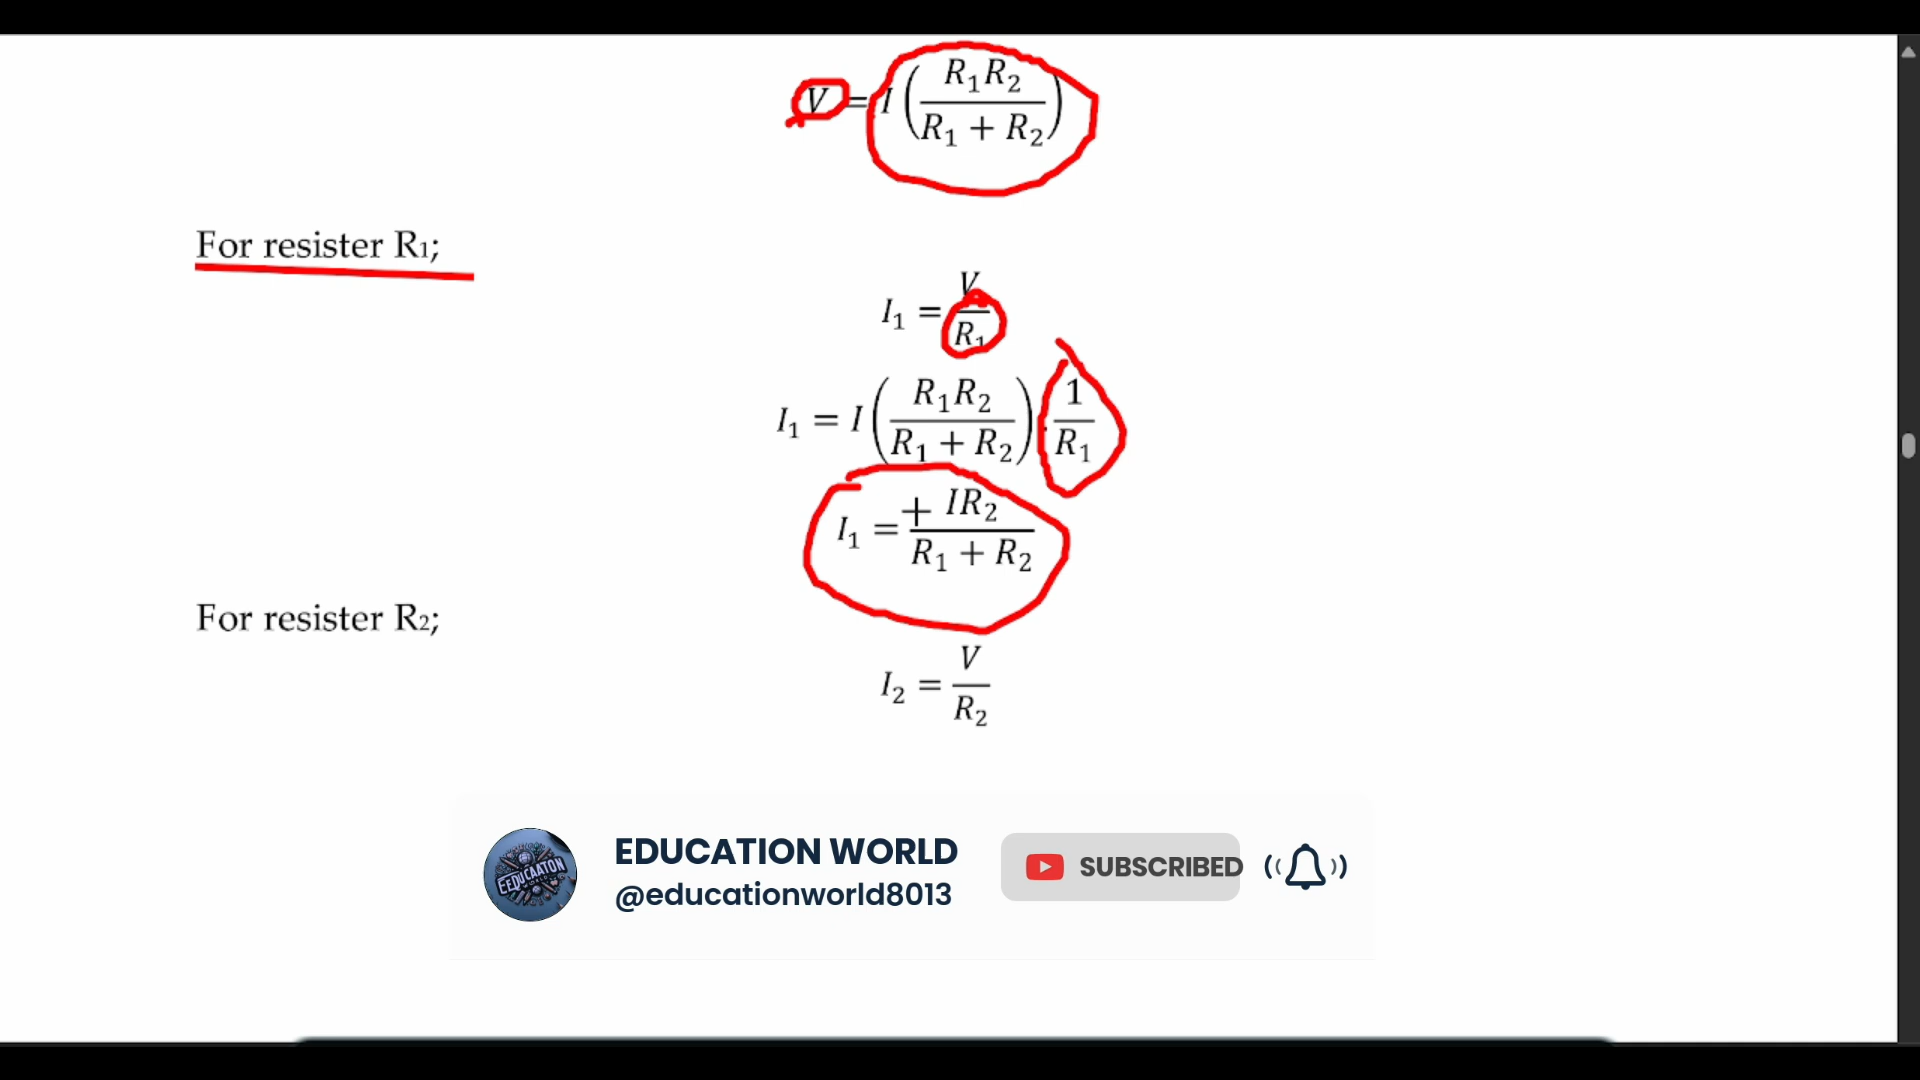 V = I (R₁R₂ / (R₁ + R₂))
For resister R₁;
I₁ = V / R₁
I₁ = I (R₁R₂ / (R₁ + R₂)) . 1 / R₁
I₁ = IR₂ / (R₁ + R₂)
For resister R₂;
I₂ = V / R₂
EDUCATION WORLD
@educationworld8013
SUBSCRIBED
EEDUCAATON